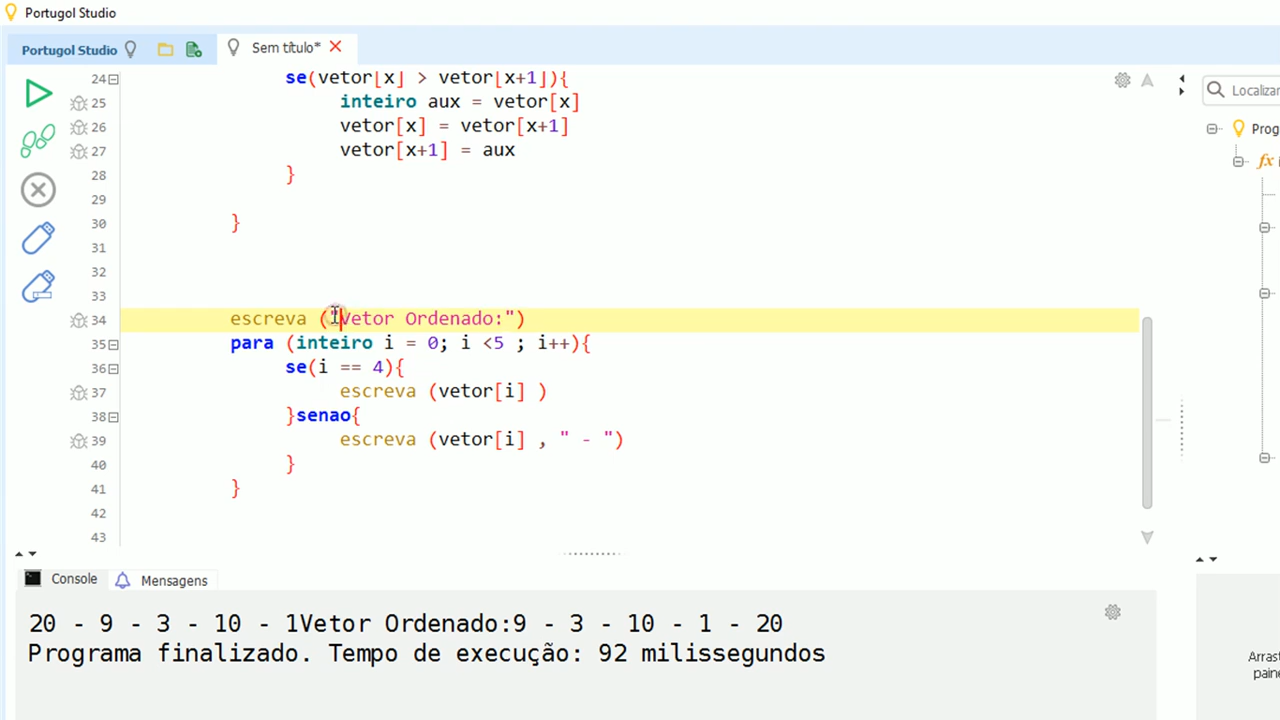 Portugol Studio
Portugol Studio
Sem título*
24 se(vetor[x] > vetor[x+1]){
25 inteiro aux = vetor[x]
26 vetor[x] = vetor[x+1]
27 vetor[x+1] = aux
28 }
29
30 }
31
32
33
34 escreva ("Vetor Ordenado:")
35 para (inteiro i = 0; i <5 ; i++){
36 se(i == 4){
37 escreva (vetor[i] )
38 }senao{
39 escreva (vetor[i] , " - ")
40 }
41 }
42
43
Localizar
Prog
fx
Console
Mensagens
20 - 9 - 3 - 10 - 1Vetor Ordenado:9 - 3 - 10 - 1 - 20
Programa finalizado. Tempo de execução: 92 milissegundos
Arrast
paine